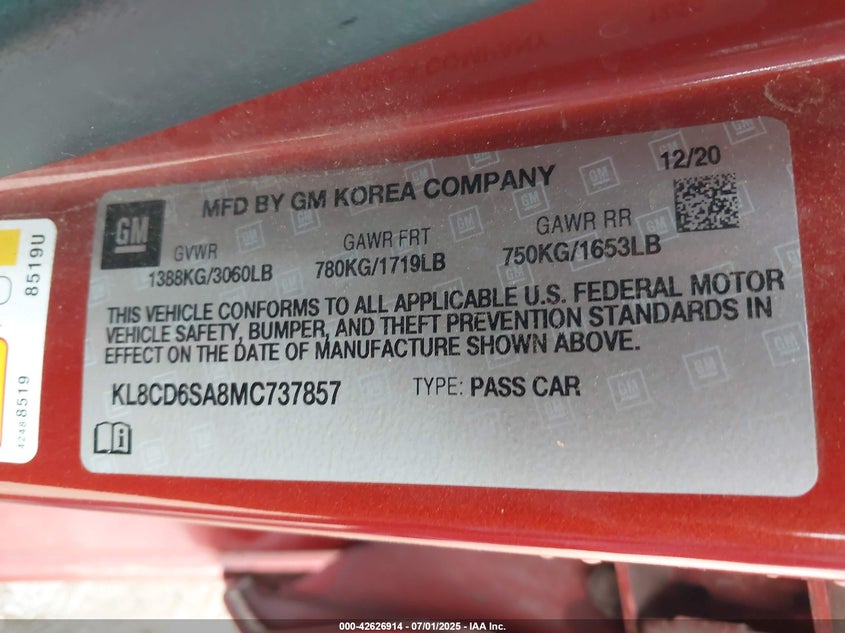 12/20
MFD BY GM KOREA COMPANY
GM
GVWR GAWR FRT GAWR RR
1388KG/3060LB 780KG/1719LB 750KG/1653LB
THIS VEHICLE CONFORMS TO ALL APPLICABLE U.S. FEDERAL MOTOR
VEHICLE SAFETY, BUMPER, AND THEFT PREVENTION STANDARDS IN
EFFECT ON THE DATE OF MANUFACTURE SHOWN ABOVE.
KL8CD6SA8MC737857 TYPE: PASS CAR
8519U
42488519
000-42626914 - 07/01/2025 - IAA Inc.